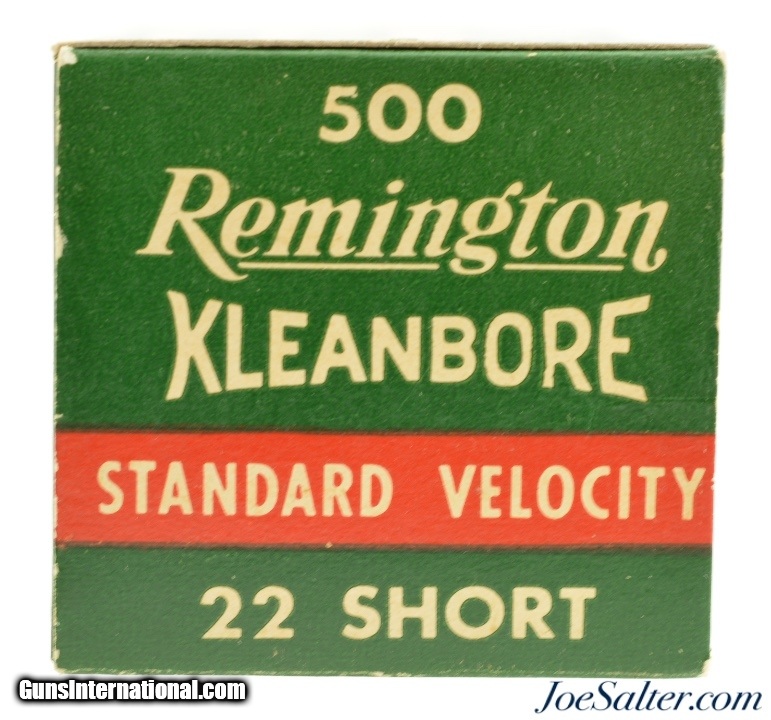 500
Remington
KLEANBORE
STANDARD VELOCITY
22 SHORT
GunsInternational.com
JoeSalter.com